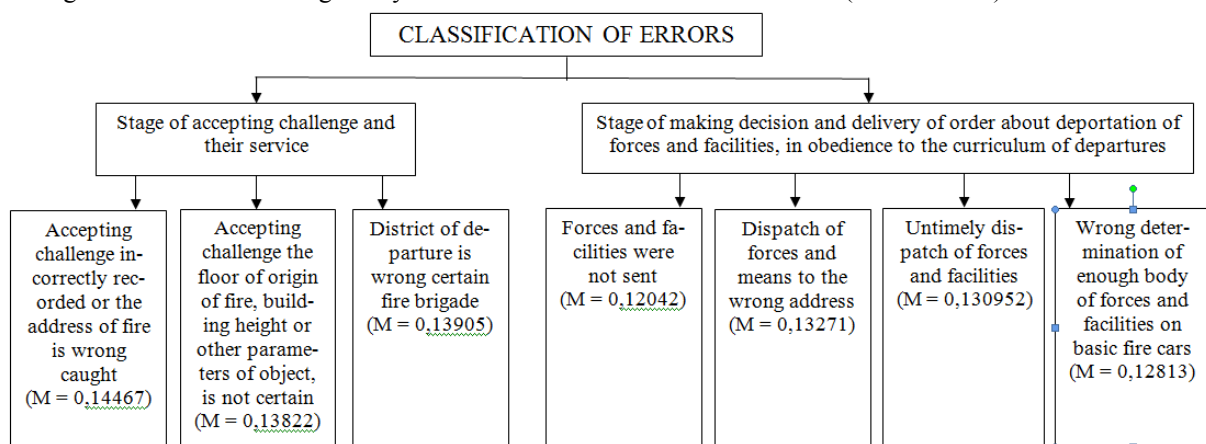 CLASSIFICATION OF ERRORS
Stage of accepting challenge and
their service
Stage of making decision and delivery of order about deportation of
forces and facilities, in obedience to the curriculum of departures
Accepting
challenge in-
correctly rec-
orded or the
address of fire
is wrong
caught
(M = 0,14467)
Accepting
challenge the
floor of origin
of fire, build-
ing height or
other parame-
ters of object,
is not certain
(M = 0,13822)
District of de-
parture is
wrong certain
fire brigade
(M = 0,13905)
Forces and fa-
cilities were
not sent
(M = 0,12042)
Dispatch of
forces and
means to the
wrong address
(M = 0,13271)
Untimely dis-
patch of forces
and facilities
(M = 0,130952)
Wrong deter-
mination of
enough body
of forces and
facilities on
basic fire cars
(M = 0,12813)